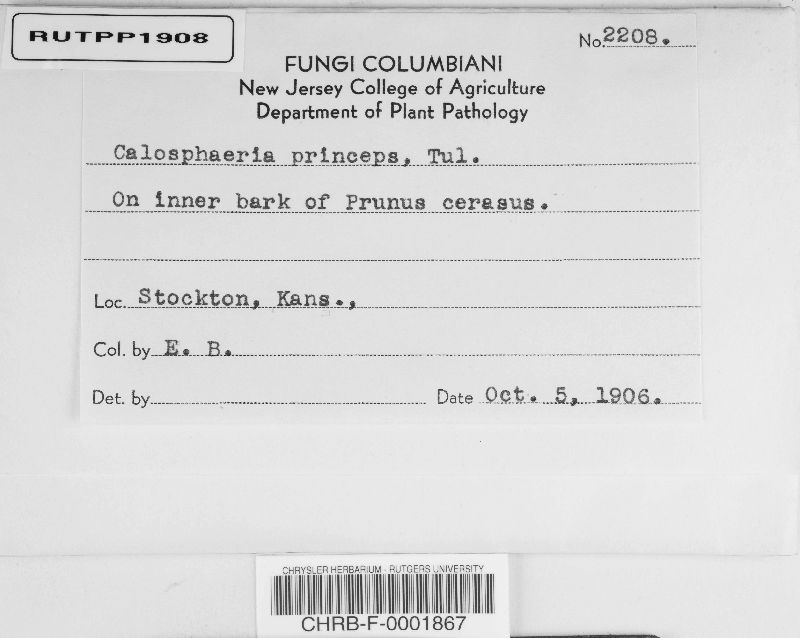 RUTPP1908
No. 2208.
FUNGI COLUMBIANI
New Jersey College of Agriculture
Department of Plant Pathology
Calosphaeria princeps, Tul.
On inner bark of Prunus cerasus.
Loc. Stockton, Kans.,
Col. by E. B.
Det. by
Date Oct. 5, 1906.
CHRYSLER HERBARIUM - RUTGERS UNIVERSITY
CHRB-F-0001867